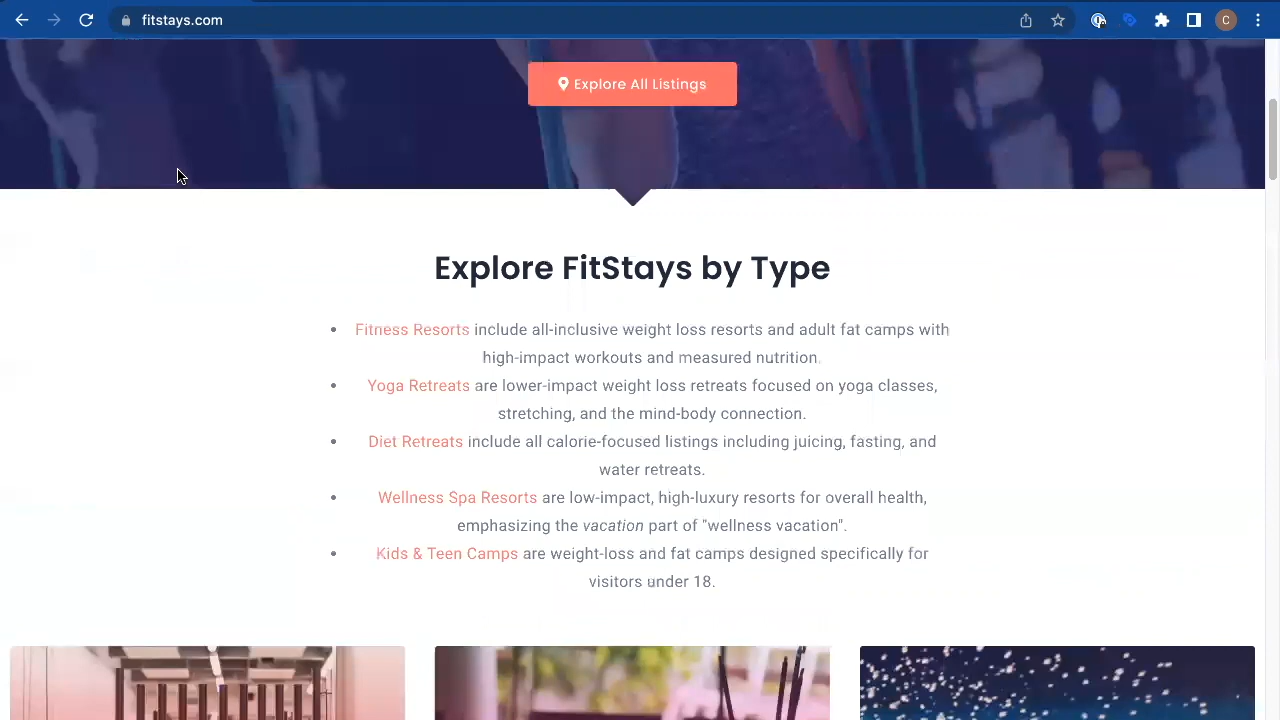 fitstays.com
C
Explore All Listings
Explore FitStays by Type
• Fitness Resorts include all-inclusive weight loss resorts and adult fat camps with
high-impact workouts and measured nutrition.
• Yoga Retreats are lower-impact weight loss retreats focused on yoga classes,
stretching, and the mind-body connection.
• Diet Retreats include all calorie-focused listings including juicing, fasting, and
water retreats.
• Wellness Spa Resorts are low-impact, high-luxury resorts for overall health,
emphasizing the vacation part of "wellness vacation".
• Kids & Teen Camps are weight-loss and fat camps designed specifically for
visitors under 18.